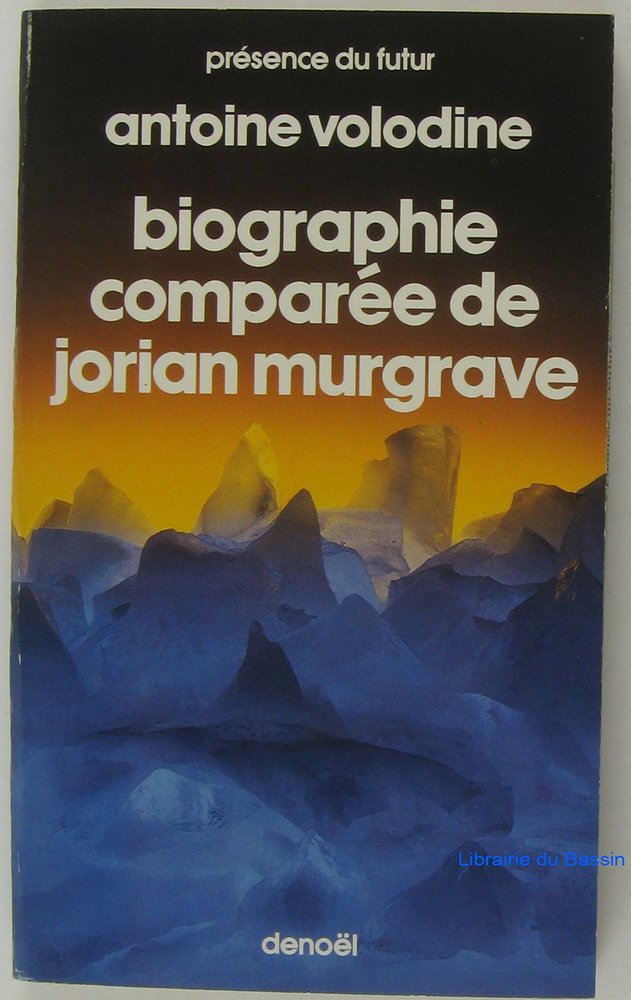 présence du futur
antoine volodine
biographie
comparée de
jorian murgrave
Librairie du Bassin
denoël